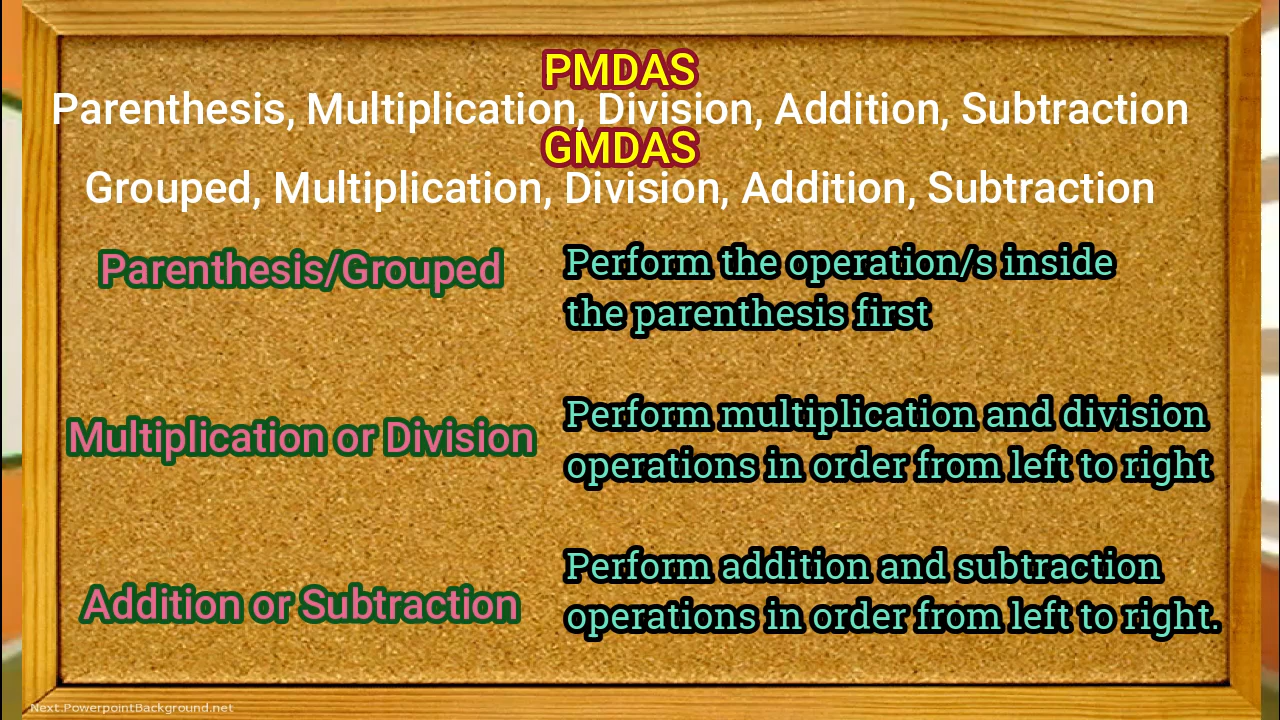 PMDAS
Parenthesis, Multiplication, Division, Addition, Subtraction
GMDAS
Grouped, Multiplication, Division, Addition, Subtraction
Parenthesis/Grouped
Perform the operation/s inside
the parenthesis first
Multiplication or Division
Perform multiplication and division
operations in order from left to right
Addition or Subtraction
Perform addition and subtraction
operations in order from left to right.
Next.PowerpointBackground.net